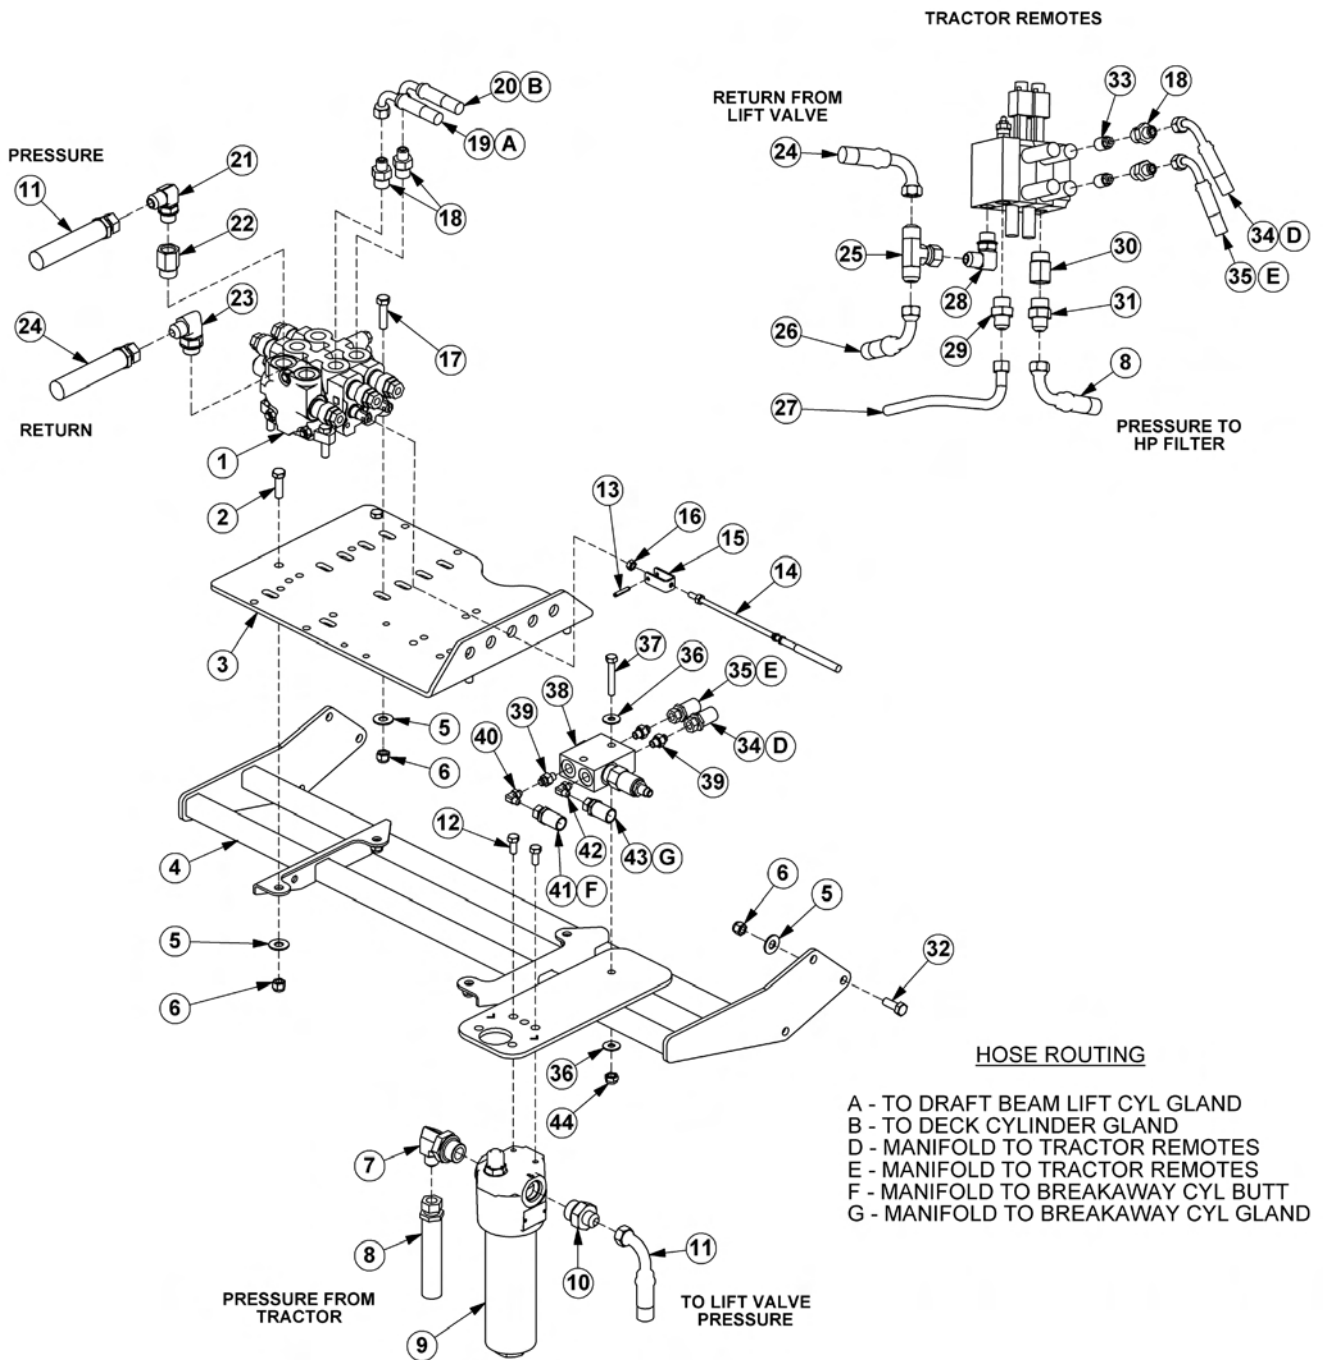 TRACTOR REMOTES
20 B
19 A
RETURN FROM
LIFT VALVE
33
18
24
PRESSURE
11
21
22
18
34 D
35 E
25
30
28
31
29
23
24
17
26
8
27
RETURN
1
PRESSURE TO
HP FILTER
2
13
16
15
14
3
37
36
35 E
38
39
5
40
34 D
6
39
12
42
43 G
4
41 F
6
5
5
32
6
36
44
HOSE ROUTING
A - TO DRAFT BEAM LIFT CYL GLAND
B - TO DECK CYLINDER GLAND
D - MANIFOLD TO TRACTOR REMOTES
E - MANIFOLD TO TRACTOR REMOTES
F - MANIFOLD TO BREAKAWAY CYL BUTT
G - MANIFOLD TO BREAKAWAY CYL GLAND
7
8
10
11
PRESSURE FROM
TRACTOR
TO LIFT VALVE
PRESSURE
9